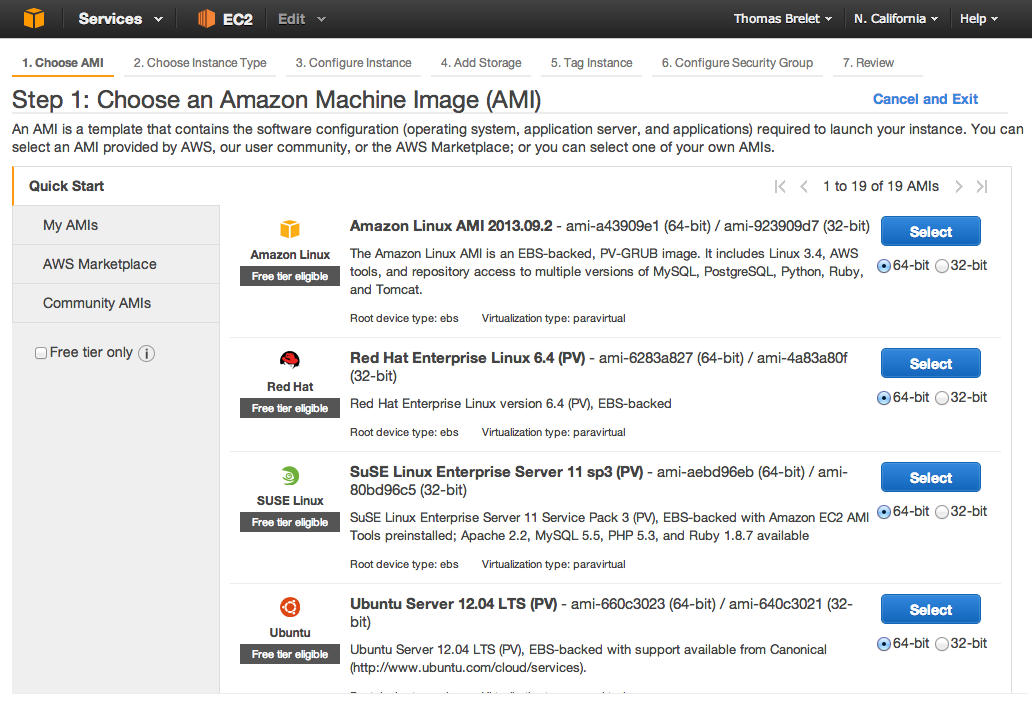 Services EC2 Edit Thomas Brelet N. California Help
1. Choose AMI 2. Choose Instance Type 3. Configure Instance 4. Add Storage 5. Tag Instance 6. Configure Security Group 7. Review
Step 1: Choose an Amazon Machine Image (AMI)
Cancel and Exit
An AMI is a template that contains the software configuration (operating system, application server, and applications) required to launch your instance. You can
select an AMI provided by AWS, our user community, or the AWS Marketplace; or you can select one of your own AMIs.
Quick Start
My AMIs
AWS Marketplace
Community AMIs
Free tier only
1 to 19 of 19 AMIs
Amazon Linux
Free tier eligible
Amazon Linux AMI 2013.09.2 - ami-a43909e1 (64-bit) / ami-923909d7 (32-bit)
The Amazon Linux AMI is an EBS-backed, PV-GRUB image. It includes Linux 3.4, AWS
tools, and repository access to multiple versions of MySQL, PostgreSQL, Python, Ruby,
and Tomcat.
Root device type: ebs Virtualization type: paravirtual
Select
64-bit 32-bit
Red Hat
Free tier eligible
Red Hat Enterprise Linux 6.4 (PV) - ami-6283a827 (64-bit) / ami-4a83a80f
(32-bit)
Red Hat Enterprise Linux version 6.4 (PV), EBS-backed
Root device type: ebs Virtualization type: paravirtual
Select
64-bit 32-bit
SUSE Linux
Free tier eligible
SuSE Linux Enterprise Server 11 sp3 (PV) - ami-aebd96eb (64-bit) / ami-
80bd96c5 (32-bit)
SuSE Linux Enterprise Server 11 Service Pack 3 (PV), EBS-backed with Amazon EC2 AMI
Tools preinstalled; Apache 2.2, MySQL 5.5, PHP 5.3, and Ruby 1.8.7 available
Root device type: ebs Virtualization type: paravirtual
Select
64-bit 32-bit
Ubuntu
Free tier eligible
Ubuntu Server 12.04 LTS (PV) - ami-660c3023 (64-bit) / ami-640c3021 (32-
bit)
Ubuntu Server 12.04 LTS (PV), EBS-backed with support available from Canonical
(http://www.ubuntu.com/cloud/services).
Select
64-bit 32-bit